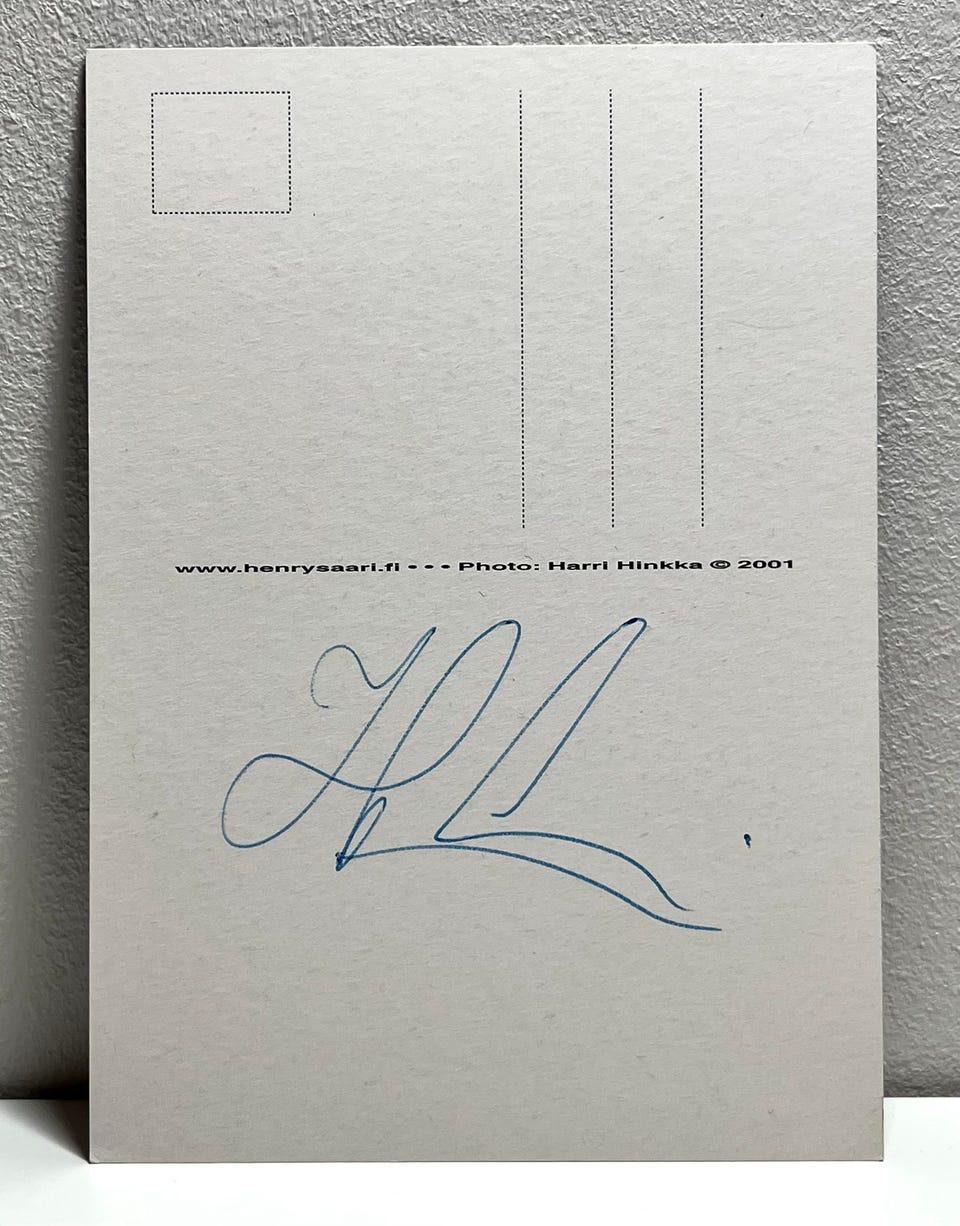 www.henrysaari.fi • • • Photo: Harri Hinkka © 2001